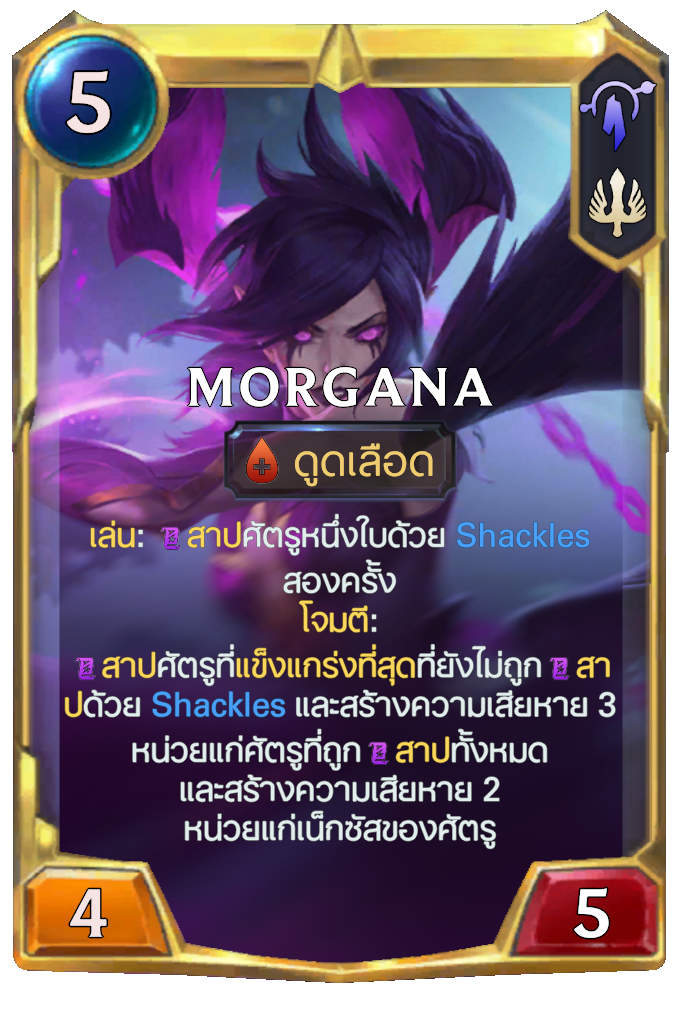 5
MORGANA
ดูดเลือด
เล่น: สาปศัตรูหนึ่งใบด้วย Shackles
สองครั้ง
โจมตี:
สาปศัตรูที่แข็งแกร่งที่สุดที่ยังไม่ถูก สา
ปด้วย Shackles และสร้างความเสียหาย 3
หน่วยแก่ศัตรูที่ถูก สาปทั้งหมด
และสร้างความเสียหาย 2
หน่วยแก่เน็กซัสของศัตรู
4
5